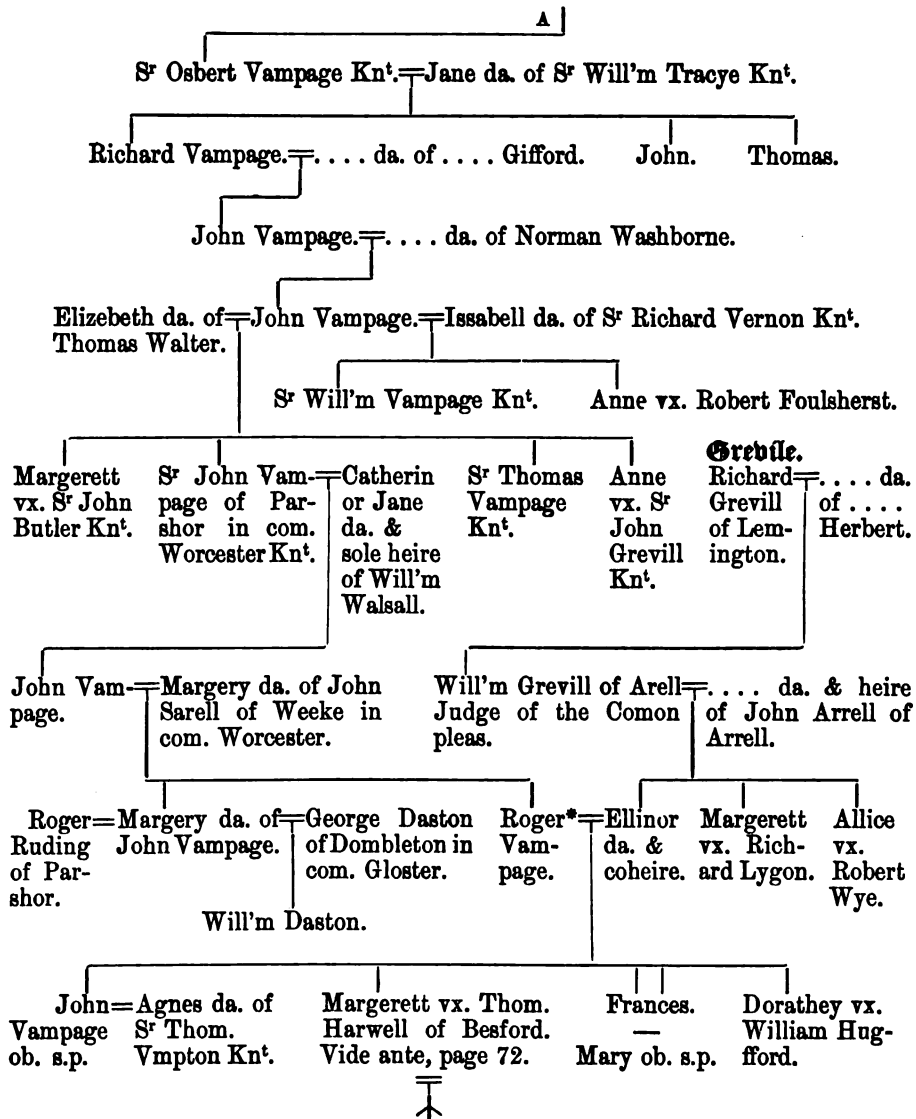 A
Sr Osbert Vampage Knt.=Jane da. of Sr Will'm Tracye Knt.
Richard Vampage.=. . . . da. of . . . . Gifford. John. Thomas.
John Vampage.=. . . . da. of Norman Washborne.
Elizebeth da. of=John Vampage.=Issabell da. of Sr Richard Vernon Knt.
Thomas Walter.
Sr Will'm Vampage Knt. Anne vx. Robert Foulsherst.
Grevile.
Margerett
vx. Sr John
Butler Knt.
Sr John Vam-=
page of Par-
shor in com.
Worcester Knt.
Catherin
or Jane
da. &
sole heire
of Will'm
Walsall.
Sr Thomas
Vampage
Knt.
Anne
vx. Sr
John
Grevill
Knt.
Richard=
Grevill
of Lem-
ington.
. . . . da.
of . . . .
Herbert.
John Vam-=
page.
Margery da. of John
Sarell of Weeke in
com. Worcester.
Will'm Grevill of Arell=
Judge of the Comon
pleas.
. . . . da. & heire
of John Arrell of
Arrell.
Roger=
Ruding
of Par-
shor.
Margery da. of=
John Vampage.
George Daston
of Dombleton in
com. Gloster.
Roger*=
Vam-
page.
Ellinor
da. &
coheire.
Margerett
vx. Rich-
ard Lygon.
Allice
vx.
Robert
Wye.
Will'm Daston.
John=
Vampage
ob. s.p.
Agnes da. of
Sr Thom.
Vmpton Knt.
Margerett vx. Thom.
Harwell of Besford.
Vide ante, page 72.
Frances.
—
Mary ob. s.p.
Dorathey vx.
William Hug-
fford.